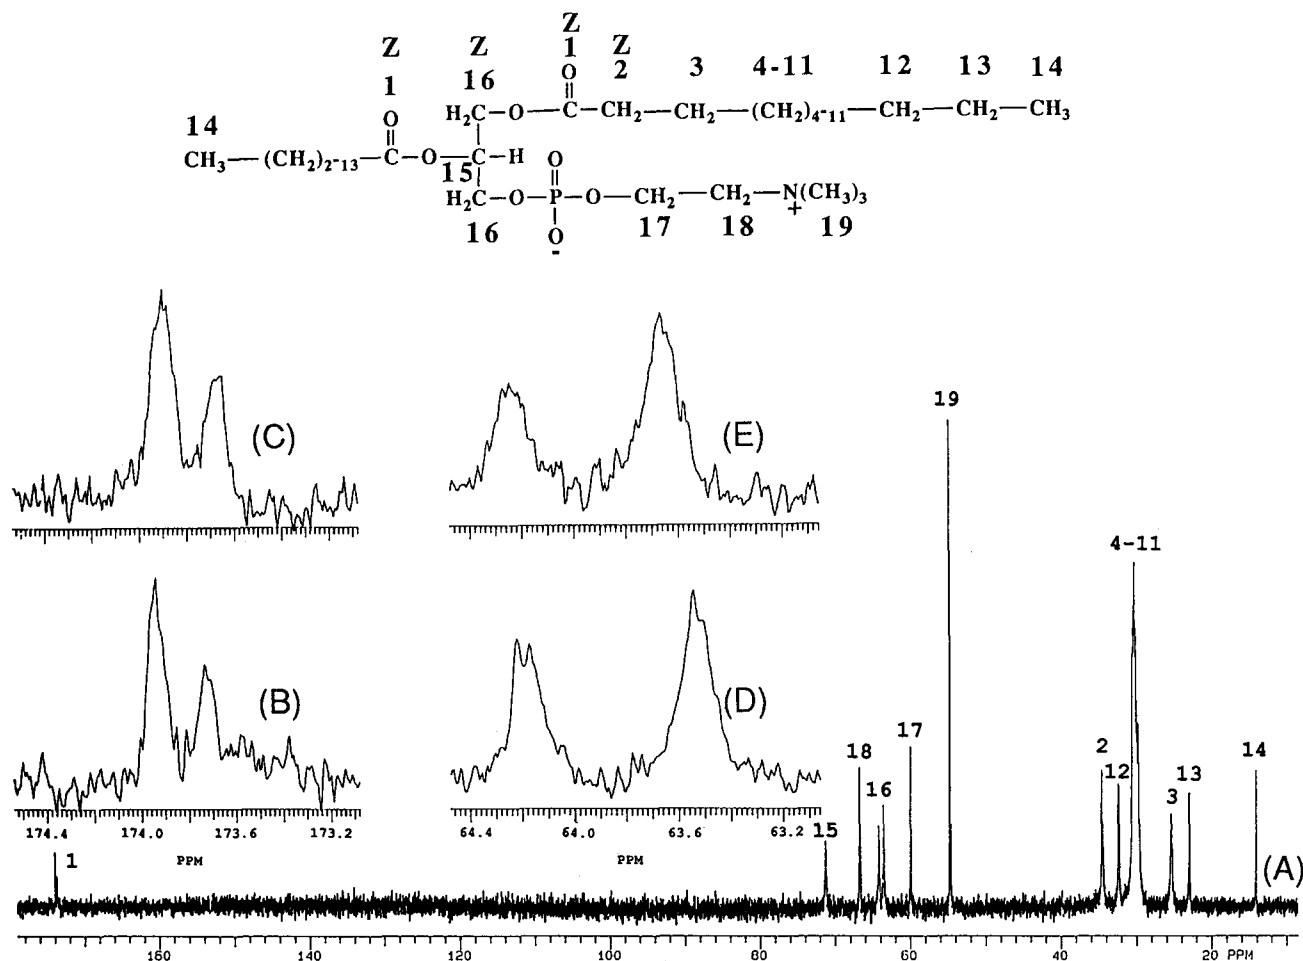 Z Z Z Z
1 16 1 2 3 4-11 12 13 14
H₂C—O—C—CH₂—CH₂—(CH₂)₄₋₁₁—CH₂—CH₂—CH₃
O
14 O
CH₃—(CH₂)₂₋₁₃—C—O—C—H O
15
H₂C—O—P—O—CH₂—CH₂—N(CH₃)₃
+
16 O 17 18 19
-
(C) (E)
19
4-11
(B) (D)
17
18 2
12 14
16 13
3
174.4 174.0 173.6 173.2 64.4 64.0 63.6 63.2
15
1 PPM PPM (A)
160 140 120 100 80 60 40 20 PPM